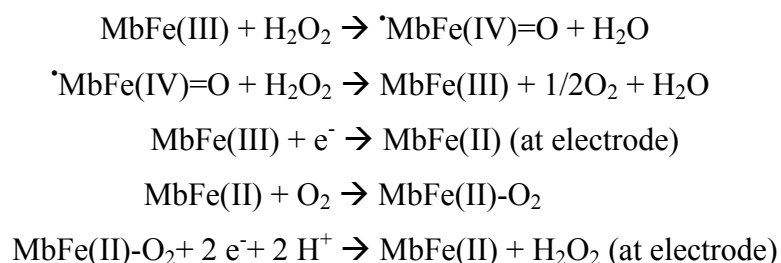 MbFe(III) + H₂O₂ → •MbFe(IV)=O + H₂O
•MbFe(IV)=O + H₂O₂ → MbFe(III) + 1/2O₂ + H₂O
MbFe(III) + e⁻ → MbFe(II) (at electrode)
MbFe(II) + O₂ → MbFe(II)-O₂
MbFe(II)-O₂+ 2 e⁻+ 2 H⁺ → MbFe(II) + H₂O₂ (at electrode)